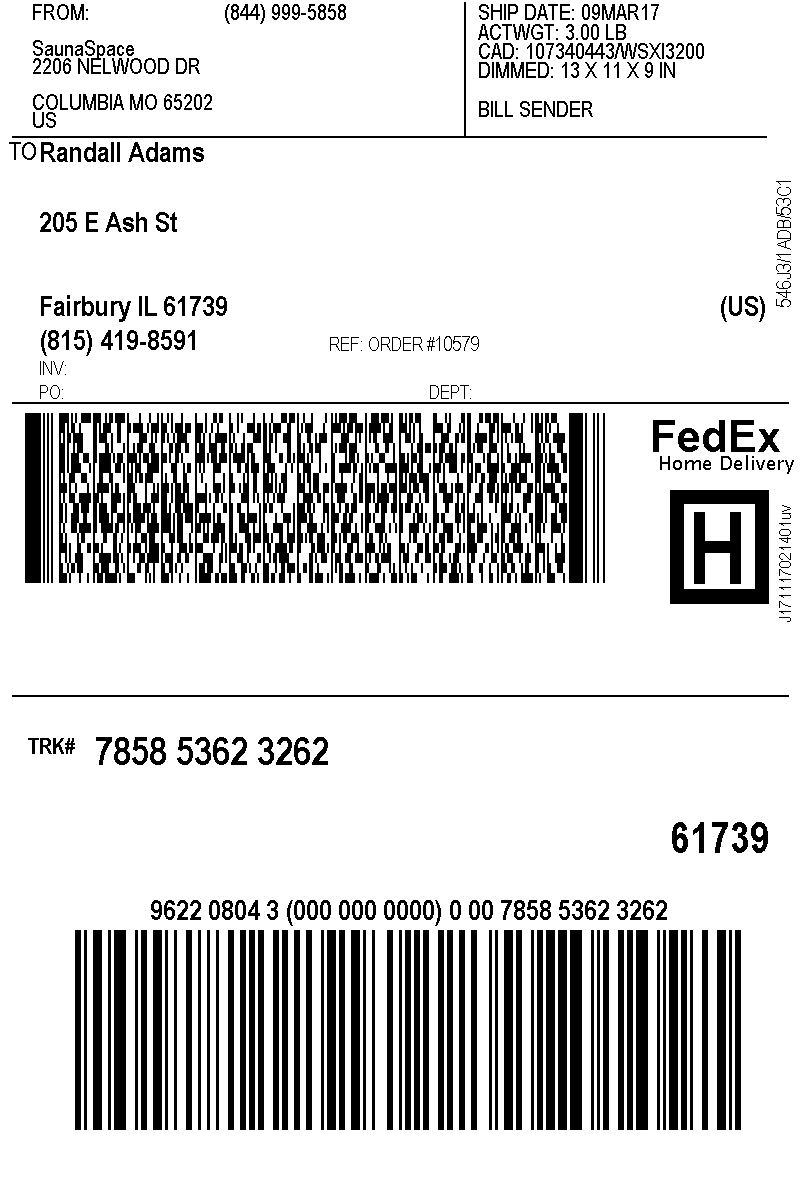 FROM: (844) 999-5858
SaunaSpace
2206 NELWOOD DR
COLUMBIA MO 65202
US
SHIP DATE: 09MAR17
ACTWGT: 3.00 LB
CAD: 107340443/WSXI3200
DIMMED: 13 X 11 X 9 IN
BILL SENDER
TO Randall Adams
205 E Ash St
Fairbury IL 61739 (US)
(815) 419-8591 REF: ORDER #10579
INV:
PO: DEPT:
546J3/1ADB/53C1
FedEx
Home Delivery
H
J171117021401uv
TRK# 7858 5362 3262
61739
9622 0804 3 (000 000 0000) 0 00 7858 5362 3262